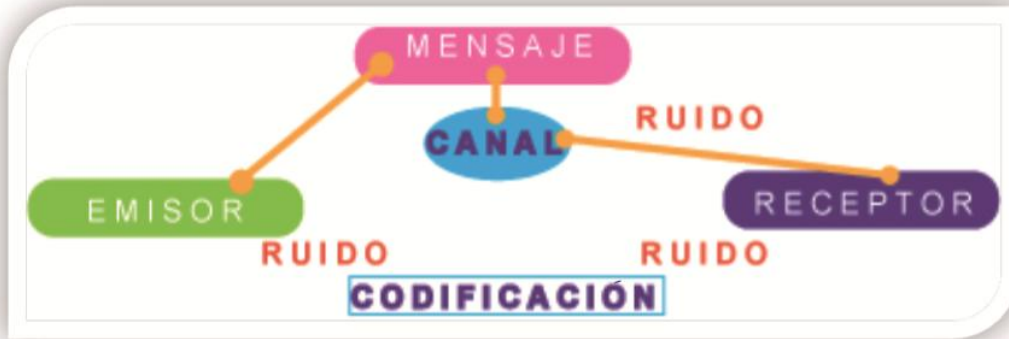 MENSAJE
CANAL
RUIDO
EMISOR
RECEPTOR
RUIDO
RUIDO
CODIFICACIÓN